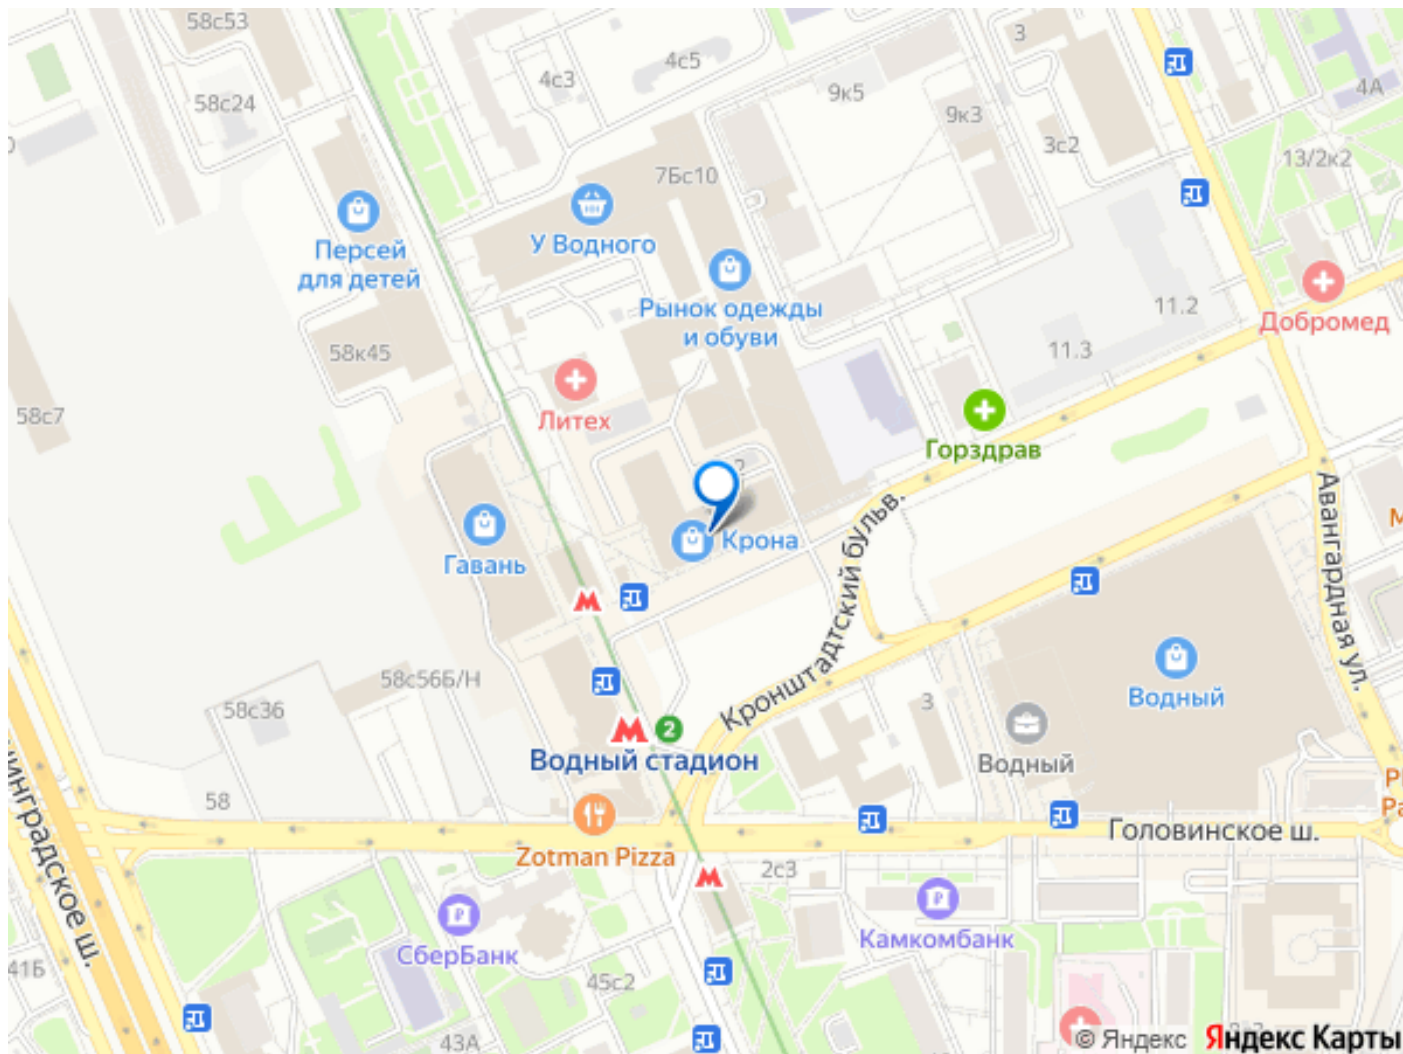 58с53
4с5
3
4с3
9к5
4А
58с24
9к3
3с2
13/2к2
7Бс10
Персей
для детей
У Водного
Рынок одежды
и обуви
11.2
Добромед
58к45
11.3
58с7
Литех
Горздрав
2
Крона
Гавань
Кронштадтский бульв.
Авангардная ул.
58с56Б/Н
58с36
3
Водный
Водный
2
Водный стадион
58
Головинское ш.
Zotman Pizza
2с3
СберБанк
Камкомбанк
41Б
45с2
43А
© Яндекс Яндекс Карты